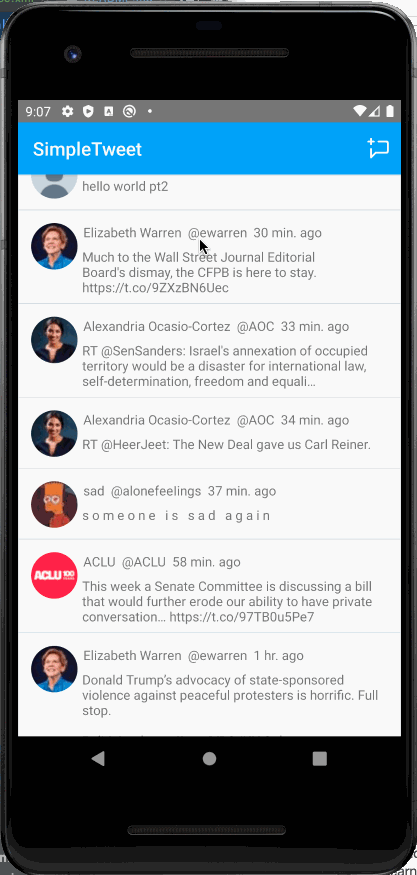 9:07
SimpleTweet
hello world pt2
Elizabeth Warren @ewarren 30 min. ago
Much to the Wall Street Journal Editorial
Board's dismay, the CFPB is here to stay.
https://t.co/9ZXzBN6Uec
Alexandria Ocasio-Cortez @AOC 33 min. ago
RT @SenSanders: Israel's annexation of occupied
territory would be a disaster for international law,
self-determination, freedom and equali…
Alexandria Ocasio-Cortez @AOC 34 min. ago
RT @HeerJeet: The New Deal gave us Carl Reiner.
sad @alonefeelings 37 min. ago
s o m e o n e i s s a d a g a i n
ACLU 100
ACLU @ACLU 58 min. ago
This week a Senate Committee is discussing a bill
that would further erode our ability to have private
conversation… https://t.co/97TB0u5Pe7
Elizabeth Warren @ewarren 1 hr. ago
Donald Trump's advocacy of state-sponsored
violence against peaceful protesters is horrific. Full
stop.